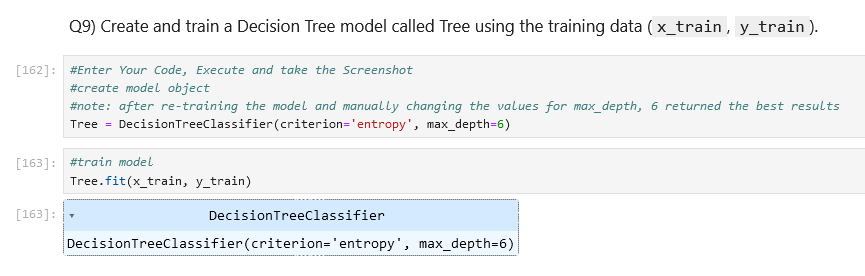 Q9) Create and train a Decision Tree model called Tree using the training data (x_train, y_train).
[162]: #Enter Your Code, Execute and take the Screenshot
#create model object
#note: after re-training the model and manually changing the values for max_depth, 6 returned the best results
Tree = DecisionTreeClassifier(criterion='entropy', max_depth=6)
[163]: #train model
Tree.fit(x_train, y_train)
[163]: ▾ DecisionTreeClassifier
DecisionTreeClassifier(criterion='entropy', max_depth=6)